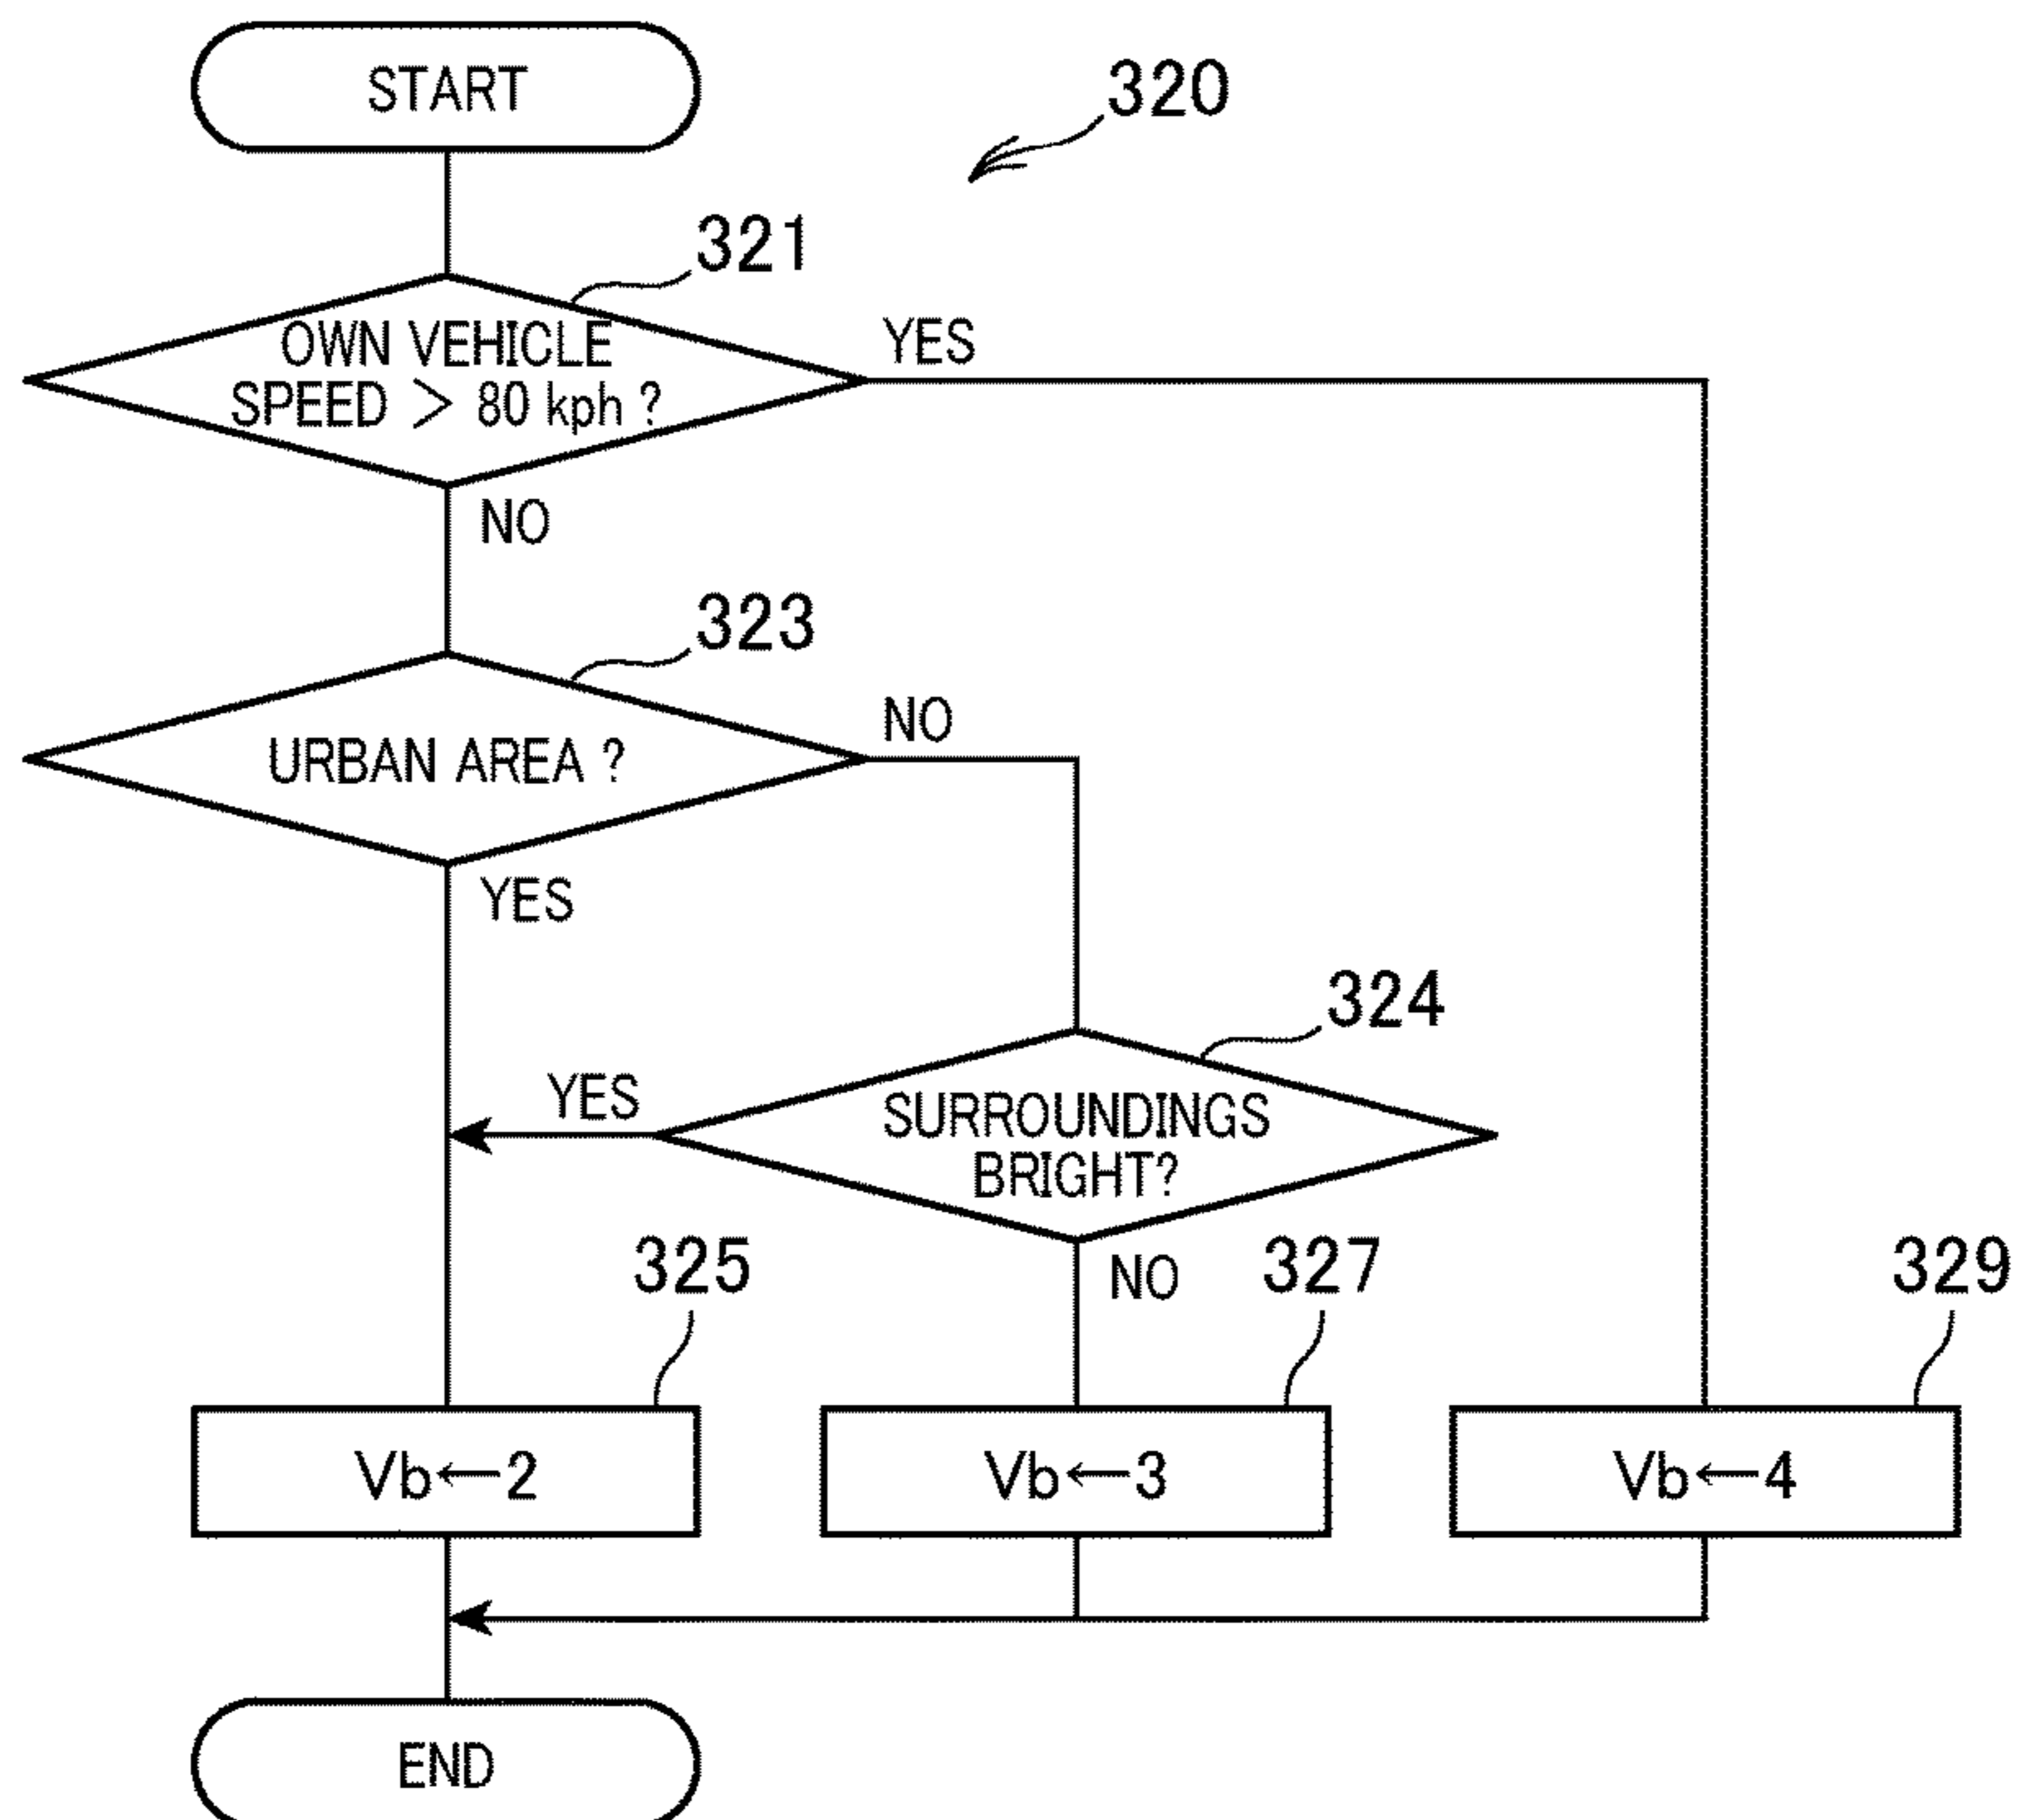 START
320
321
OWN VEHICLE
SPEED > 80 kph ?
YES
NO
323
URBAN AREA ?
NO
YES
324
SURROUNDINGS
BRIGHT?
YES
NO
325
327
329
Vb←2
Vb←3
Vb←4
END